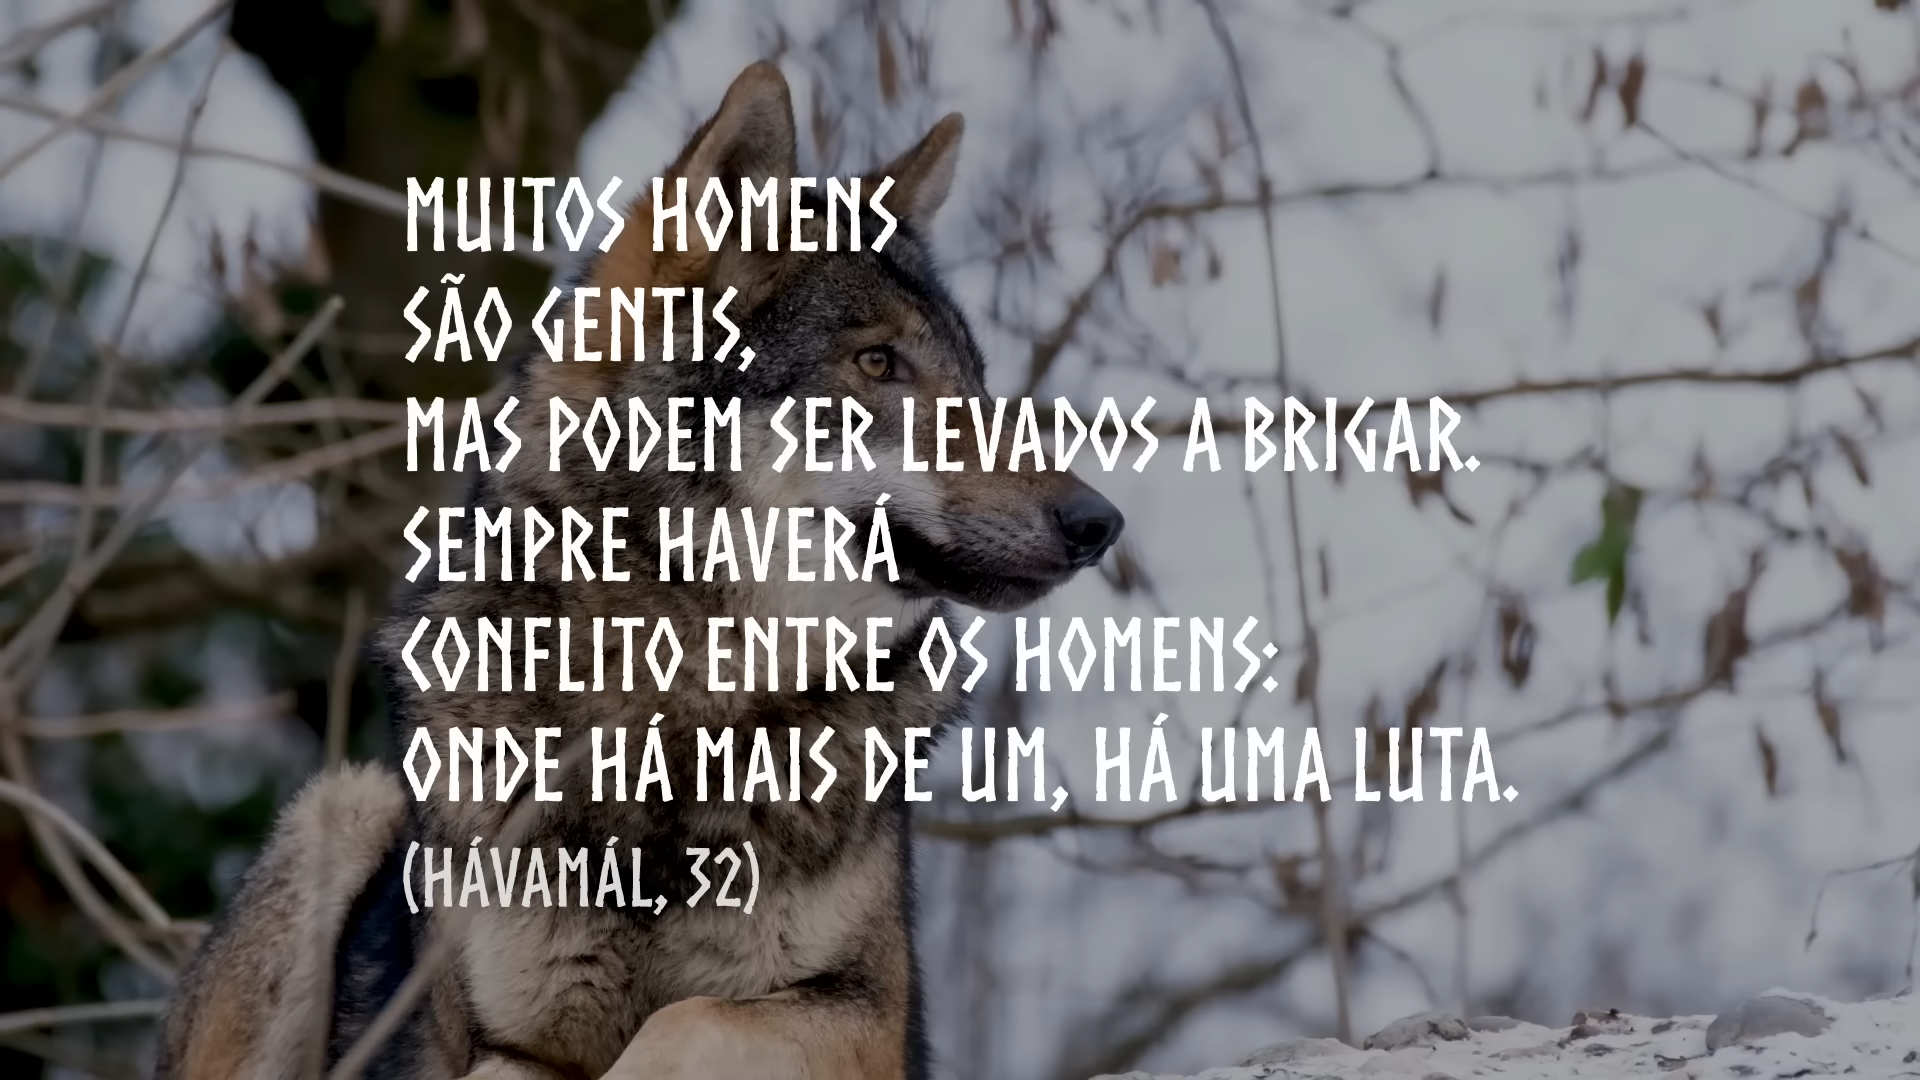 MUITOS HOMENS
SÃO GENTIS,
MAS PODEM SER LEVADOS A BRIGAR.
SEMPRE HAVERÁ
CONFLITO ENTRE OS HOMENS:
ONDE HÁ MAIS DE UM, HÁ UMA LUTA.
(HÁVAMÁL, 32)